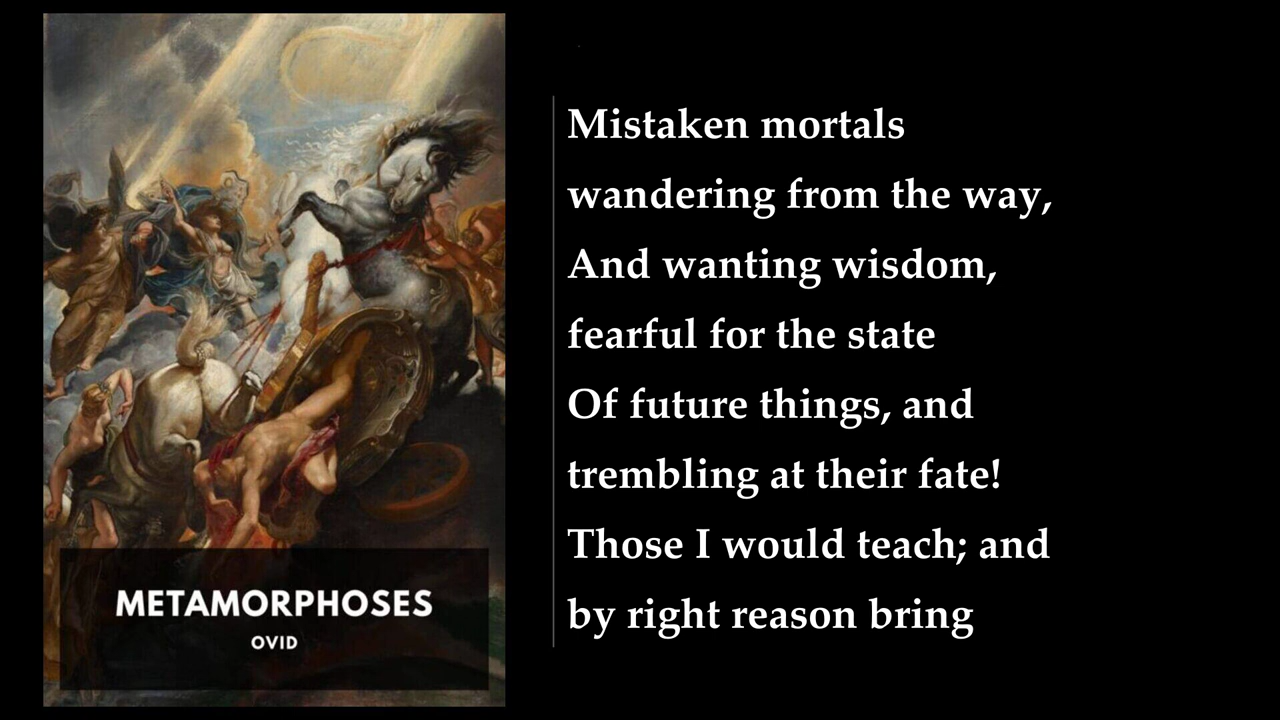 METAMORPHOSES
OVID
Mistaken mortals
wandering from the way,
And wanting wisdom,
fearful for the state
Of future things, and
trembling at their fate!
Those I would teach; and
by right reason bring